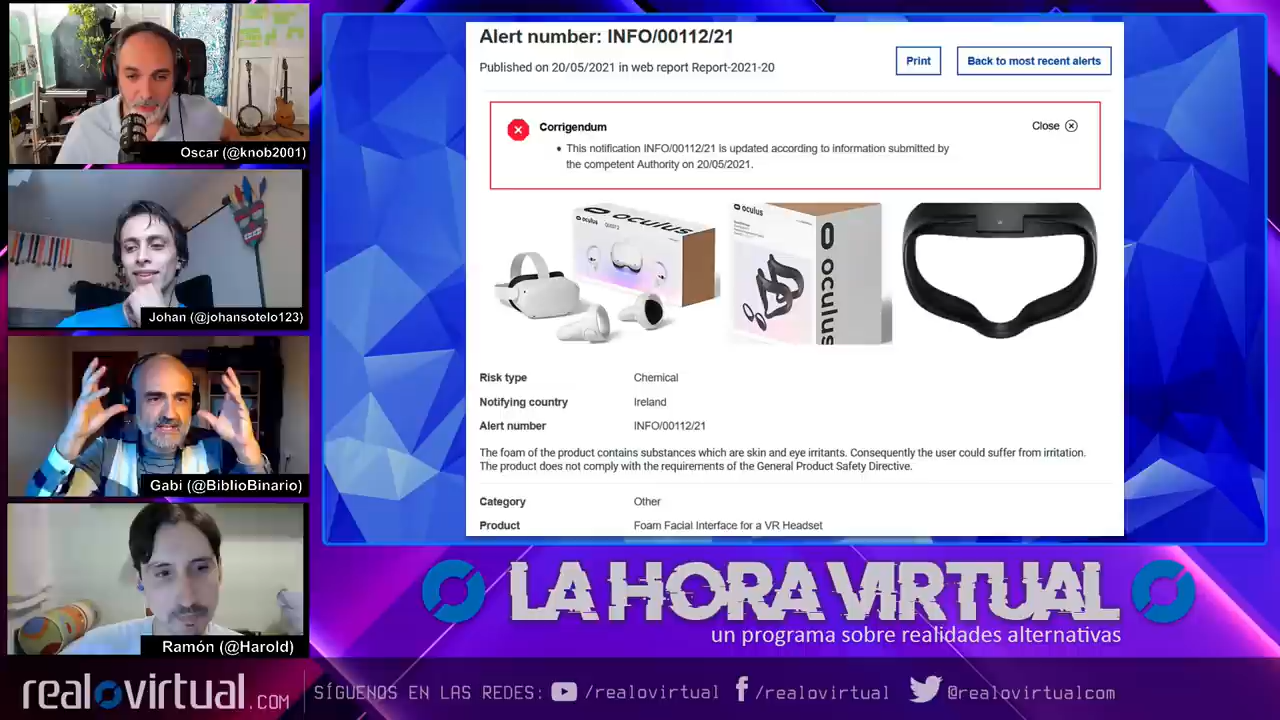 Oscar (@knob2001)
Johan (@johansotelo123)
Gabi (@BiblioBinario)
Ramón (@Harold)
Alert number: INFO/00112/21
Published on 20/05/2021 in web report Report-2021-20
Print
Back to most recent alerts
Corrigendum
Close
• This notification INFO/00112/21 is updated according to information submitted by
the competent Authority on 20/05/2021.
oculus
oculus
oculus
oculus
Risk type
Chemical
Notifying country
Ireland
Alert number
INFO/00112/21
The foam of the product contains substances which are skin and eye irritants. Consequently the user could suffer from irritation.
The product does not comply with the requirements of the General Product Safety Directive.
Category
Other
Product
Foam Facial Interface for a VR Headset
LA HORA VIRTUAL
un programa sobre realidades alternativas
realovirtual.com
SÍGUENOS EN LAS REDES:
/realovirtual
/realovirtual
@realovirtualcom